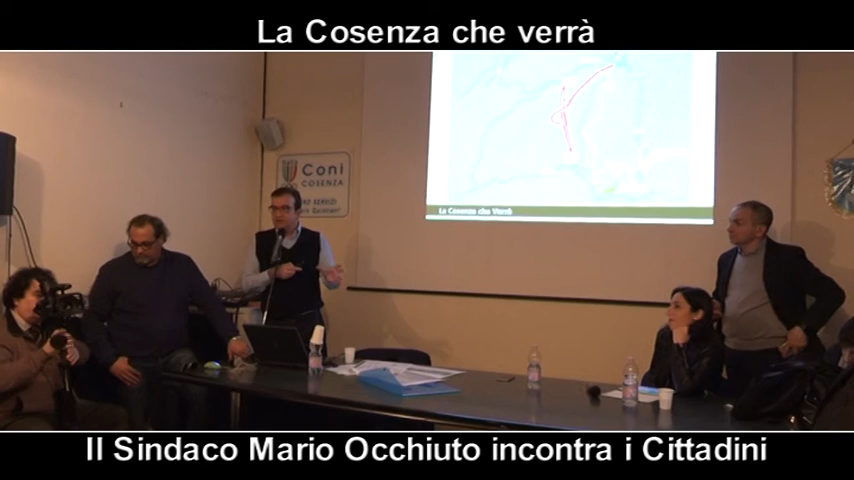 La Cosenza che verrà
Coni
COSENZA
La Cosenza che Verrà
Il Sindaco Mario Occhiuto incontra i Cittadini